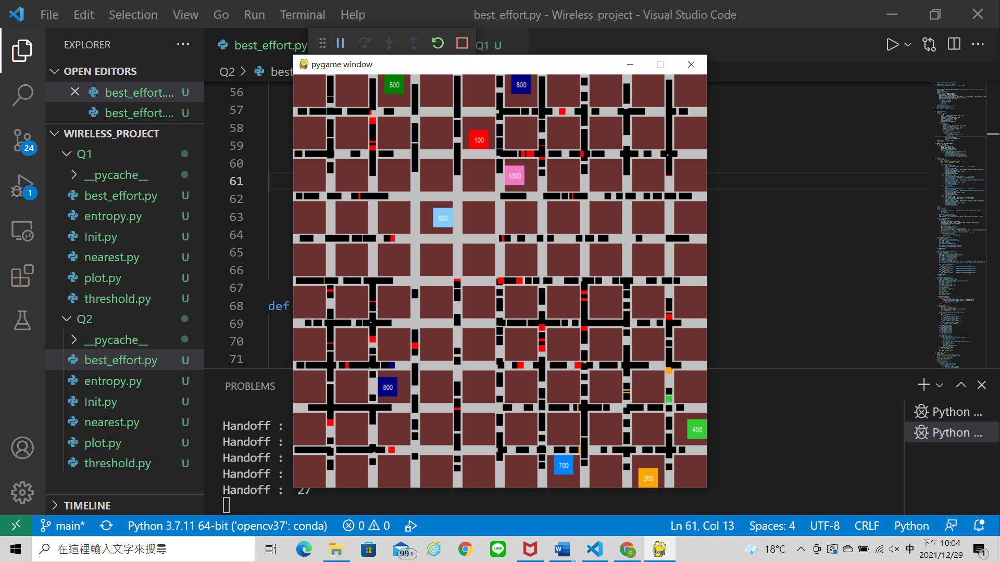 File Edit Selection View Go Run Terminal Help
best_effort.py - Wireless_project - Visual Studio Code
EXPLORER
best_effort.py
Q1 U
OPEN EDITORS
best_effort.... U
best_effort.... U
WIRELESS_PROJECT
Q1
__pycache__
best_effort.py U
entropy.py U
Init.py U
nearest.py U
plot.py U
threshold.py U
Q2
__pycache__
best_effort.py U
entropy.py U
Init.py U
nearest.py U
plot.py U
threshold.py U
TIMELINE
24
1
Q2 > best
56
57
58
59
60
61
62
63
64
65
66
67
68 def
69
70
71
pygame window
500
800
100
1000
600
800
400
700
200
PROBLEMS
Handoff :
Handoff :
Handoff :
Handoff :
Handoff : 27
Python ...
Python ...
main* Python 3.7.11 64-bit ('opencv37': conda) 0 0
Ln 61, Col 13 Spaces: 4 UTF-8 CRLF Python
在這裡輸入文字來搜尋
99+
LINE
18°C
中
下午 10:04
2021/12/29
1